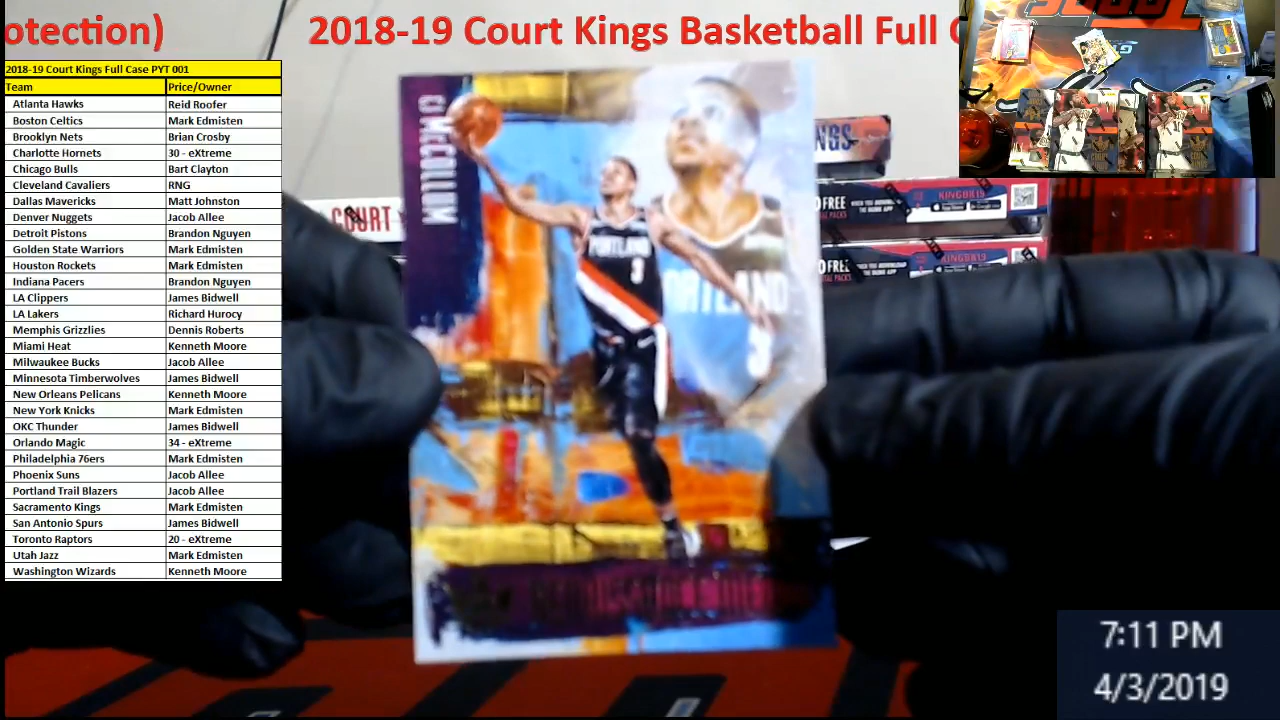 otection) 2018-19 Court Kings Basketball Full
2018-19 Court Kings Full Case PYT 001
Team Price/Owner
Atlanta Hawks Reid Roofer
Boston Celtics Mark Edmisten
Brooklyn Nets Brian Crosby
Charlotte Hornets 30 - eXtreme
Chicago Bulls Bart Clayton
Cleveland Cavaliers RNG
Dallas Mavericks Matt Johnston
Denver Nuggets Jacob Allee
Detroit Pistons Brandon Nguyen
Golden State Warriors Mark Edmisten
Houston Rockets Mark Edmisten
Indiana Pacers Brandon Nguyen
LA Clippers James Bidwell
LA Lakers Richard Hurocy
Memphis Grizzlies Dennis Roberts
Miami Heat Kenneth Moore
Milwaukee Bucks Jacob Allee
Minnesota Timberwolves James Bidwell
New Orleans Pelicans Kenneth Moore
New York Knicks Mark Edmisten
OKC Thunder James Bidwell
Orlando Magic 34 - eXtreme
Philadelphia 76ers Mark Edmisten
Phoenix Suns Jacob Allee
Portland Trail Blazers Jacob Allee
Sacramento Kings Mark Edmisten
San Antonio Spurs James Bidwell
Toronto Raptors 20 - eXtreme
Utah Jazz Mark Edmisten
Washington Wizards Kenneth Moore
CJ McCOLLUM
PORTLAND
3
RTLAND
3
COURT
NGS
FREE
KINGB819
FREE
KINGB819
7:11 PM
4/3/2019